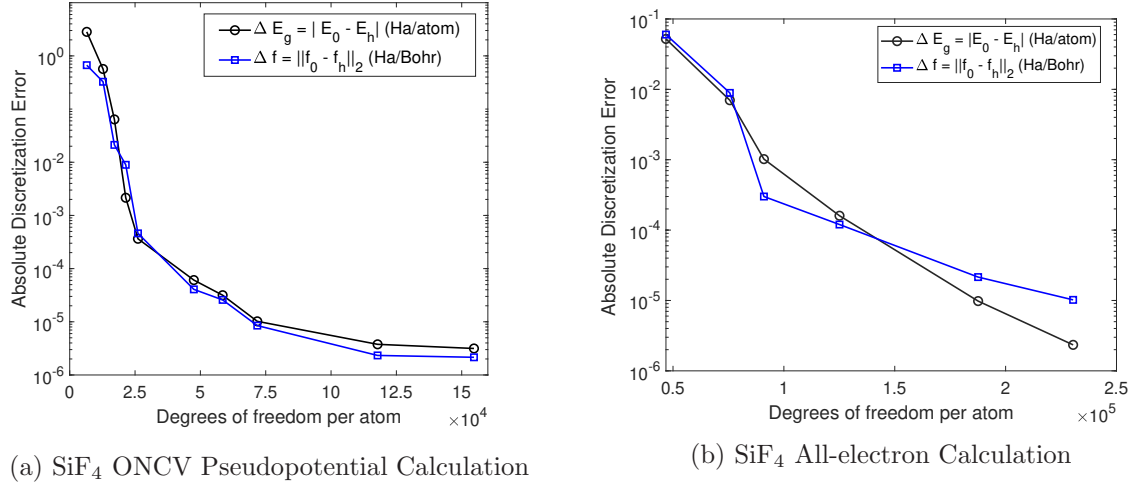 Δ E_g = | E_0 - E_h| (Ha/atom)
Δ f = ||f_0 - f_h||_2 (Ha/Bohr)
Absolute Discretization Error
10^0
10^-2
10^-3
10^-4
10^-5
10^-6
0 2.5 5 7.5 10 12.5 15
Degrees of freedom per atom ×10^4
(a) SiF_4 ONCV Pseudopotential Calculation
Δ E_g = |E_0 - E_h| (Ha/atom)
Δ f = ||f_0 - f_h||_2 (Ha/Bohr)
Absolute Discretization Error
10^-1
10^-2
10^-3
10^-4
10^-5
10^-6
0.5 1 1.5 2 2.5
Degrees of freedom per atom ×10^5
(b) SiF_4 All-electron Calculation